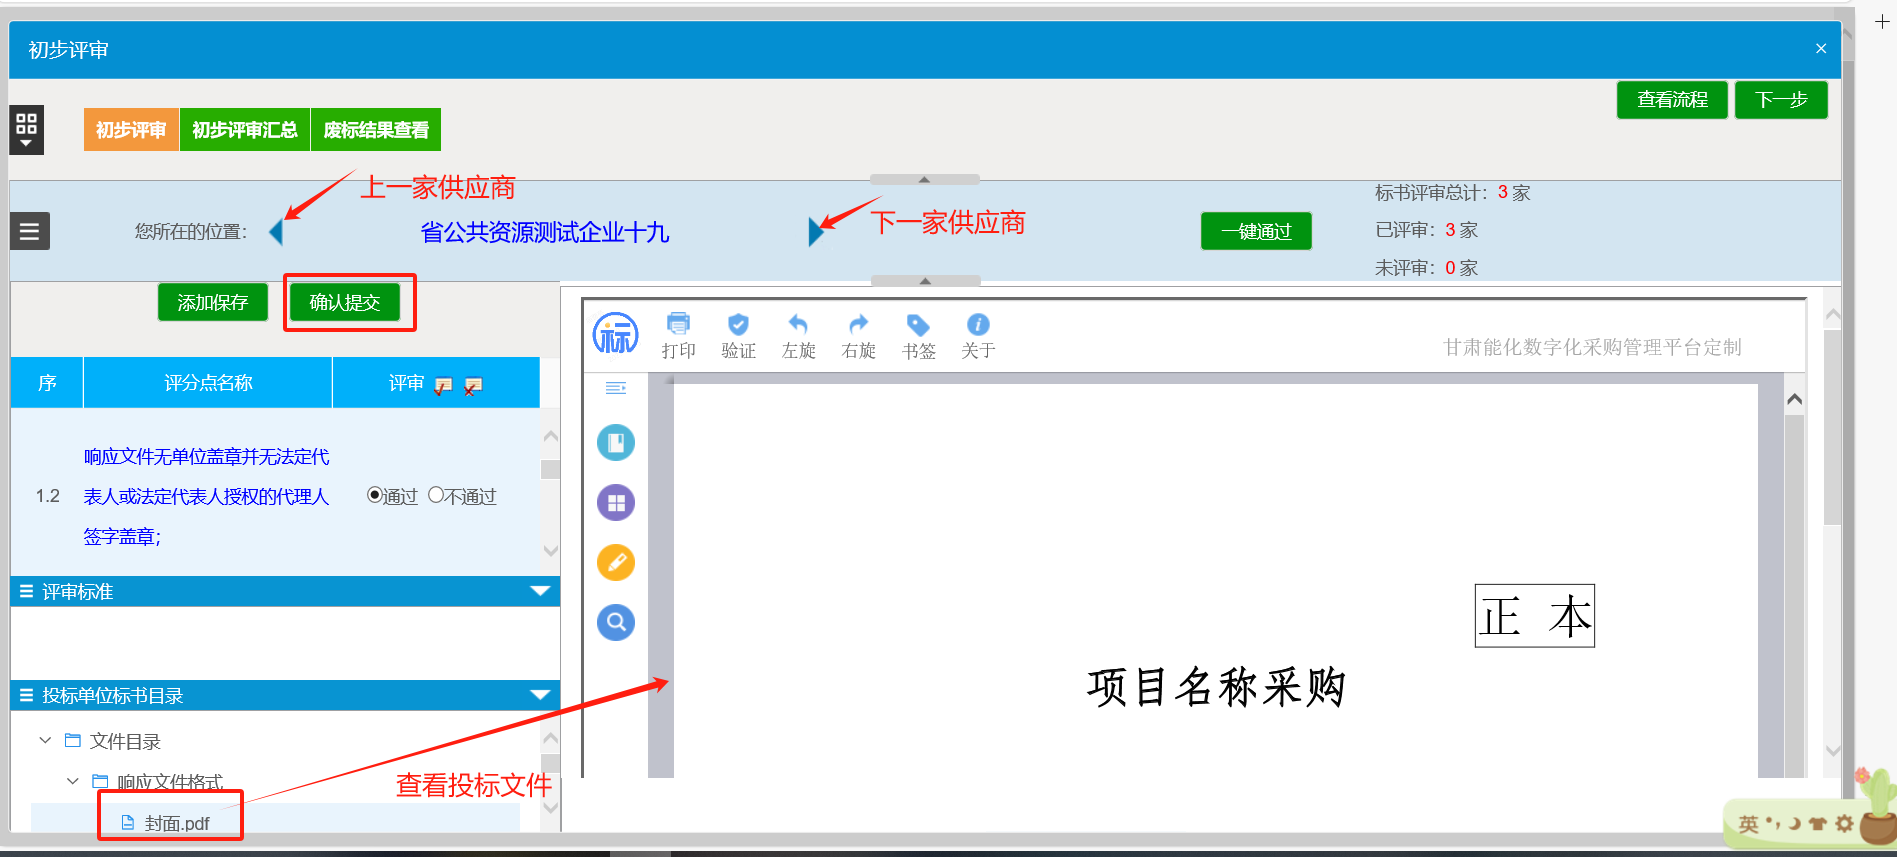 初步评审
×
查看流程 下一步
初步评审 初步评审汇总 废标结果查看
上一家供应商
标书评审总计：3 家
您所在的位置：
省公共资源测试企业十九
下一家供应商
一键通过
已评审：3 家
未评审：0 家
添加保存 确认提交
标
打印 验证 左旋 右旋 书签 关于
甘肃能化数字化采购管理平台定制
序 评分点名称 评审
1.2
响应文件无单位盖章并无法定代
表人或法定代表人授权的代理人
签字盖章；
通过 不通过
评审标准
正 本
项目名称采购
投标单位标书目录
文件目录
响应文件格式
查看投标文件
封面.pdf
英